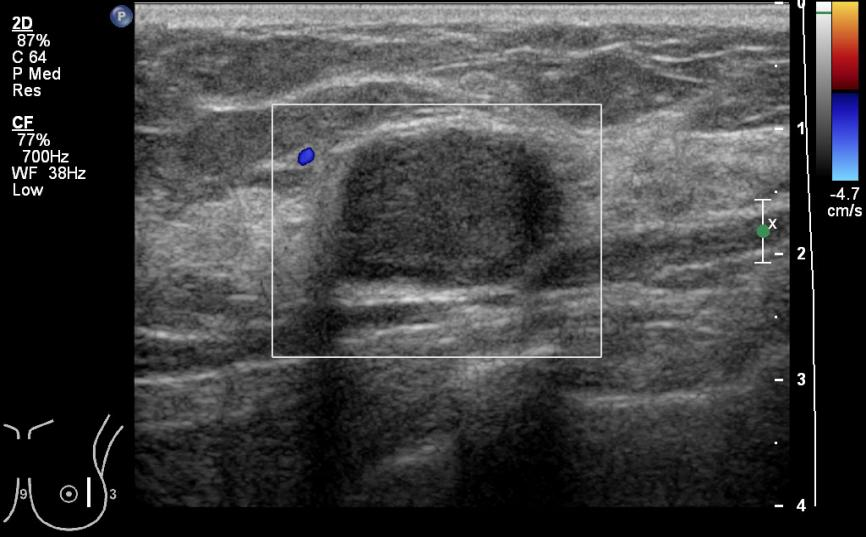 2D
87%
C 64
P Med
Res
CF
77%
700Hz
WF 38Hz
Low
P
0
1
2
3
4
x
-4.7
cm/s
9
3